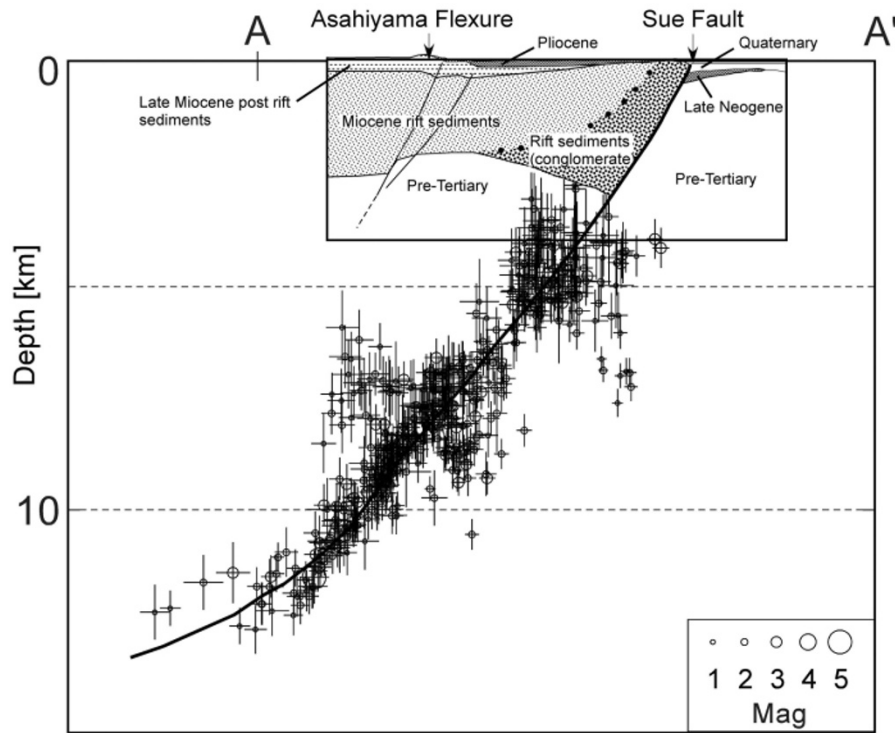 Asahiyama Flexure
Sue Fault
A
A'
Pliocene
Quaternary
0
Late Miocene post rift
sediments
Late Neogene
Miocene rift sediments
Rift sediments
(conglomerate)
Pre-Tertiary
Pre-Tertiary
Depth [km]
10
1 2 3 4 5
Mag